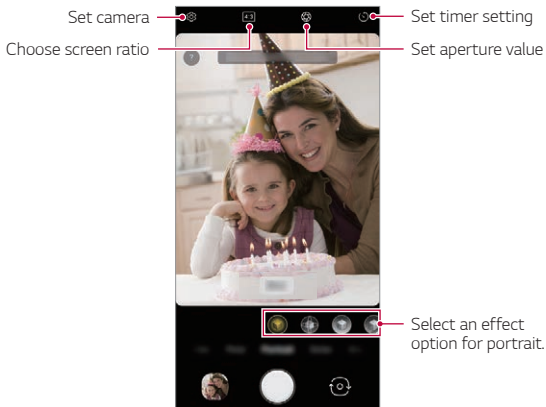 Set camera
Set timer setting
Choose screen ratio
Set aperture value
4:3
?
Select an effect
option for portrait.
Portrait